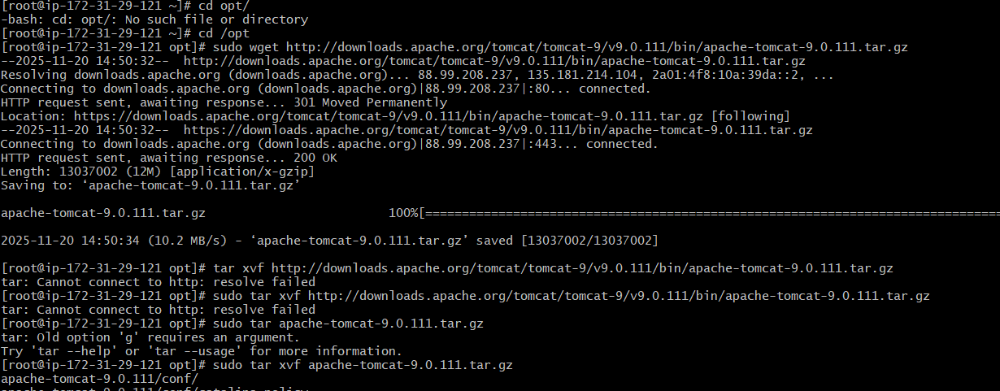 [root@ip-172-31-29-121 ~]# cd opt/
-bash: cd: opt/: No such file or directory
[root@ip-172-31-29-121 ~]# cd /opt
[root@ip-172-31-29-121 opt]# sudo wget http://downloads.apache.org/tomcat/tomcat-9/v9.0.111/bin/apache-tomcat-9.0.111.tar.gz
--2025-11-20 14:50:32--  http://downloads.apache.org/tomcat/tomcat-9/v9.0.111/bin/apache-tomcat-9.0.111.tar.gz
Resolving downloads.apache.org (downloads.apache.org)... 88.99.208.237, 135.181.214.104, 2a01:4f8:10a:39da::2, ...
Connecting to downloads.apache.org (downloads.apache.org)|88.99.208.237|:80... connected.
HTTP request sent, awaiting response... 301 Moved Permanently
Location: https://downloads.apache.org/tomcat/tomcat-9/v9.0.111/bin/apache-tomcat-9.0.111.tar.gz [following]
--2025-11-20 14:50:32--  https://downloads.apache.org/tomcat/tomcat-9/v9.0.111/bin/apache-tomcat-9.0.111.tar.gz
Connecting to downloads.apache.org (downloads.apache.org)|88.99.208.237|:443... connected.
HTTP request sent, awaiting response... 200 OK
Length: 13037002 (12M) [application/x-gzip]
Saving to: ‘apache-tomcat-9.0.111.tar.gz’
apache-tomcat-9.0.111.tar.gz                         100%[===============================================================================
2025-11-20 14:50:34 (10.2 MB/s) - ‘apache-tomcat-9.0.111.tar.gz’ saved [13037002/13037002]
[root@ip-172-31-29-121 opt]# tar xvf http://downloads.apache.org/tomcat/tomcat-9/v9.0.111/bin/apache-tomcat-9.0.111.tar.gz
tar: Cannot connect to http: resolve failed
[root@ip-172-31-29-121 opt]# sudo tar xvf http://downloads.apache.org/tomcat/tomcat-9/v9.0.111/bin/apache-tomcat-9.0.111.tar.gz
tar: Cannot connect to http: resolve failed
[root@ip-172-31-29-121 opt]# sudo tar apache-tomcat-9.0.111.tar.gz
tar: Old option 'g' requires an argument.
Try 'tar --help' or 'tar --usage' for more information.
[root@ip-172-31-29-121 opt]# sudo tar xvf apache-tomcat-9.0.111.tar.gz
apache-tomcat-9.0.111/conf/